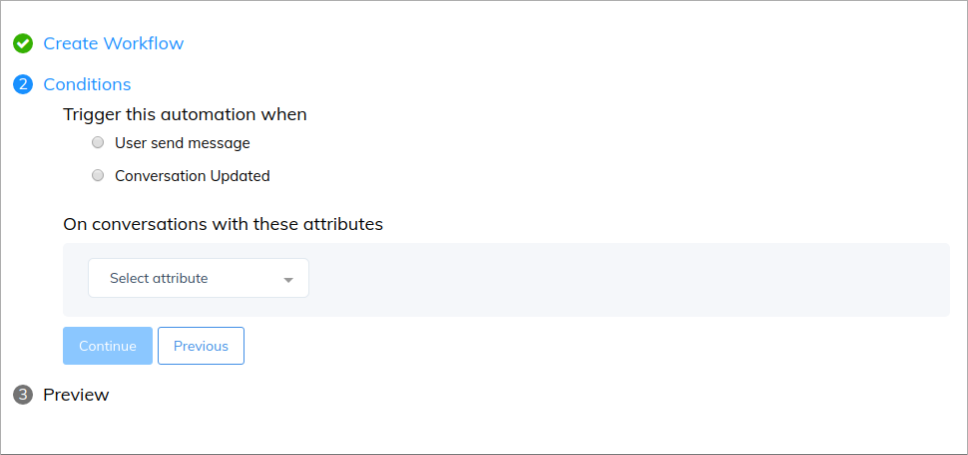 Create Workflow
2 Conditions
Trigger this automation when
User send message
Conversation Updated
On conversations with these attributes
Select attribute
Continue Previous
3 Preview